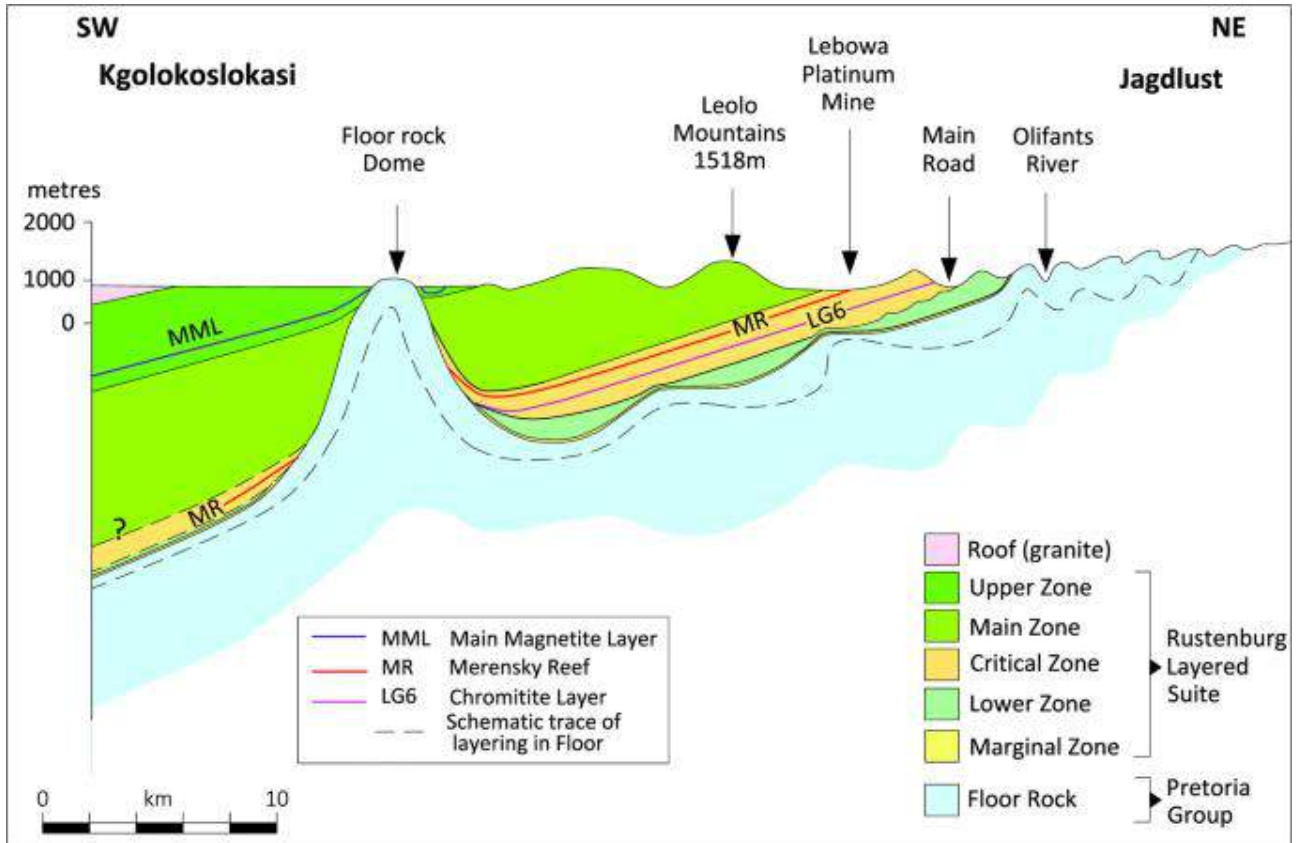 SW
NE
Kgolokoslokasi
Jagdlust
Floor rock
Dome
Leolo
Mountains
1518m
Lebowa
Platinum
Mine
Main
Road
Olifants
River
metres
2000
1000
0
MML
MR
LG6
MR
?
MML Main Magnetite Layer
MR Merensky Reef
LG6 Chromitite Layer
Schematic trace of
layering in Floor
Roof (granite)
Upper Zone
Main Zone
Critical Zone
Lower Zone
Marginal Zone
Floor Rock
Rustenburg
Layered
Suite
Pretoria
Group
0 km 10